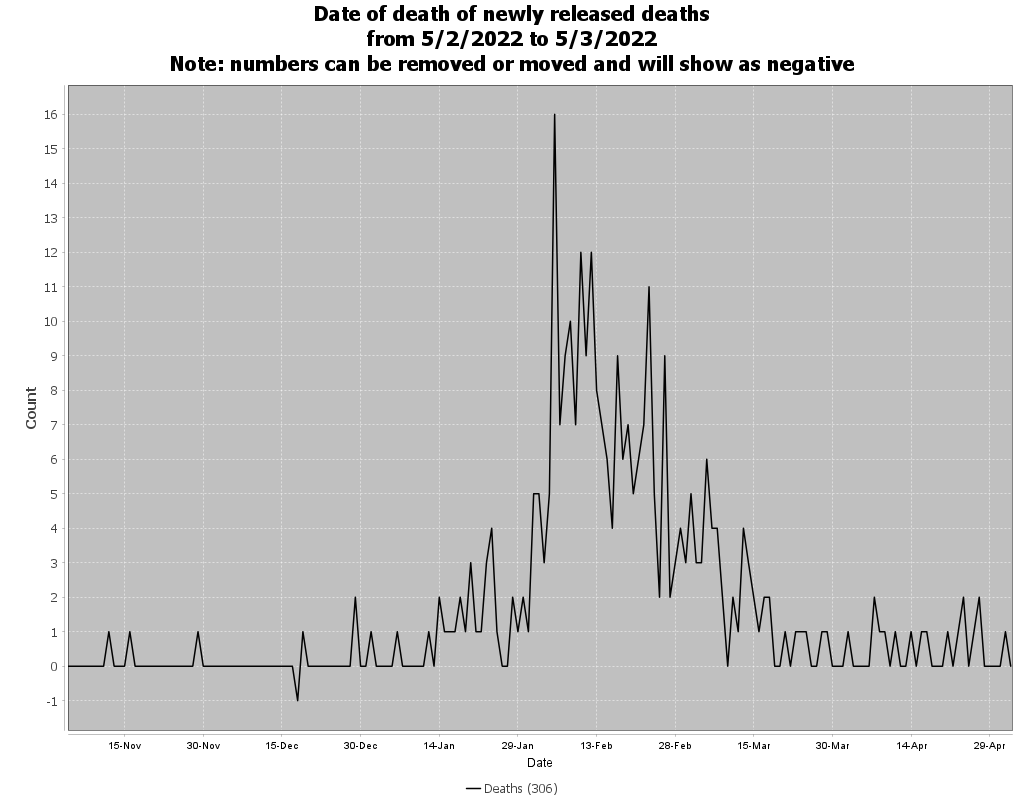 Date of death of newly released deaths
from 5/2/2022 to 5/3/2022
Note: numbers can be removed or moved and will show as negative
16
15
14
13
12
11
10
9
8
7
6
5
4
3
2
1
0
-1
Count
15-Nov 30-Nov 15-Dec 30-Dec 14-Jan 29-Jan 13-Feb 28-Feb 15-Mar 30-Mar 14-Apr 29-Apr
Date
Deaths (306)